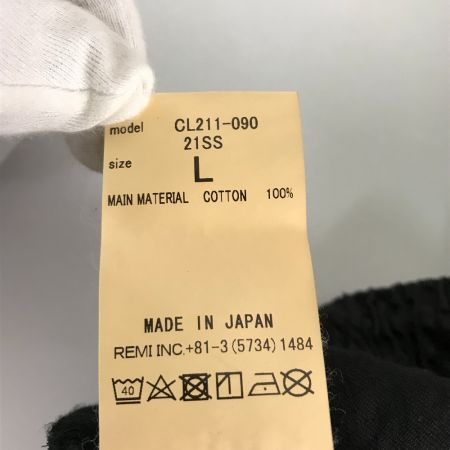 model CL211-090
21SS
size L
MAIN MATERIAL COTTON 100%
MADE IN JAPAN
REMI INC.+81-3(5734)1484
40